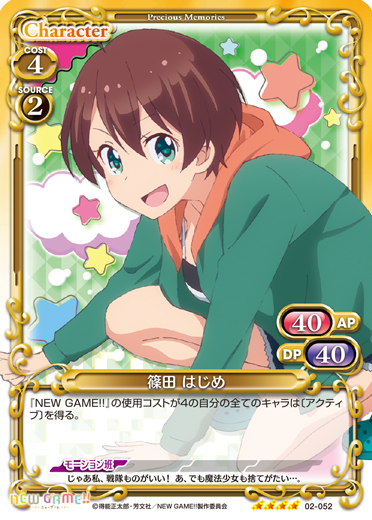 Precious Memories
Character
COST
4
SOURCE
2
40 AP
DP 40
篠田 はじめ
『NEW GAME!!』の使用コストが4の自分の全てのキャラは〔アクティ
ブ〕を得る。
モーション班
じゃあ私、戦隊ものがいい! あ、でも魔法少女も捨てがたい…。
new game!!
©得能正太郎・芳文社／NEW GAME!!製作委員会
★★★★ 02-052